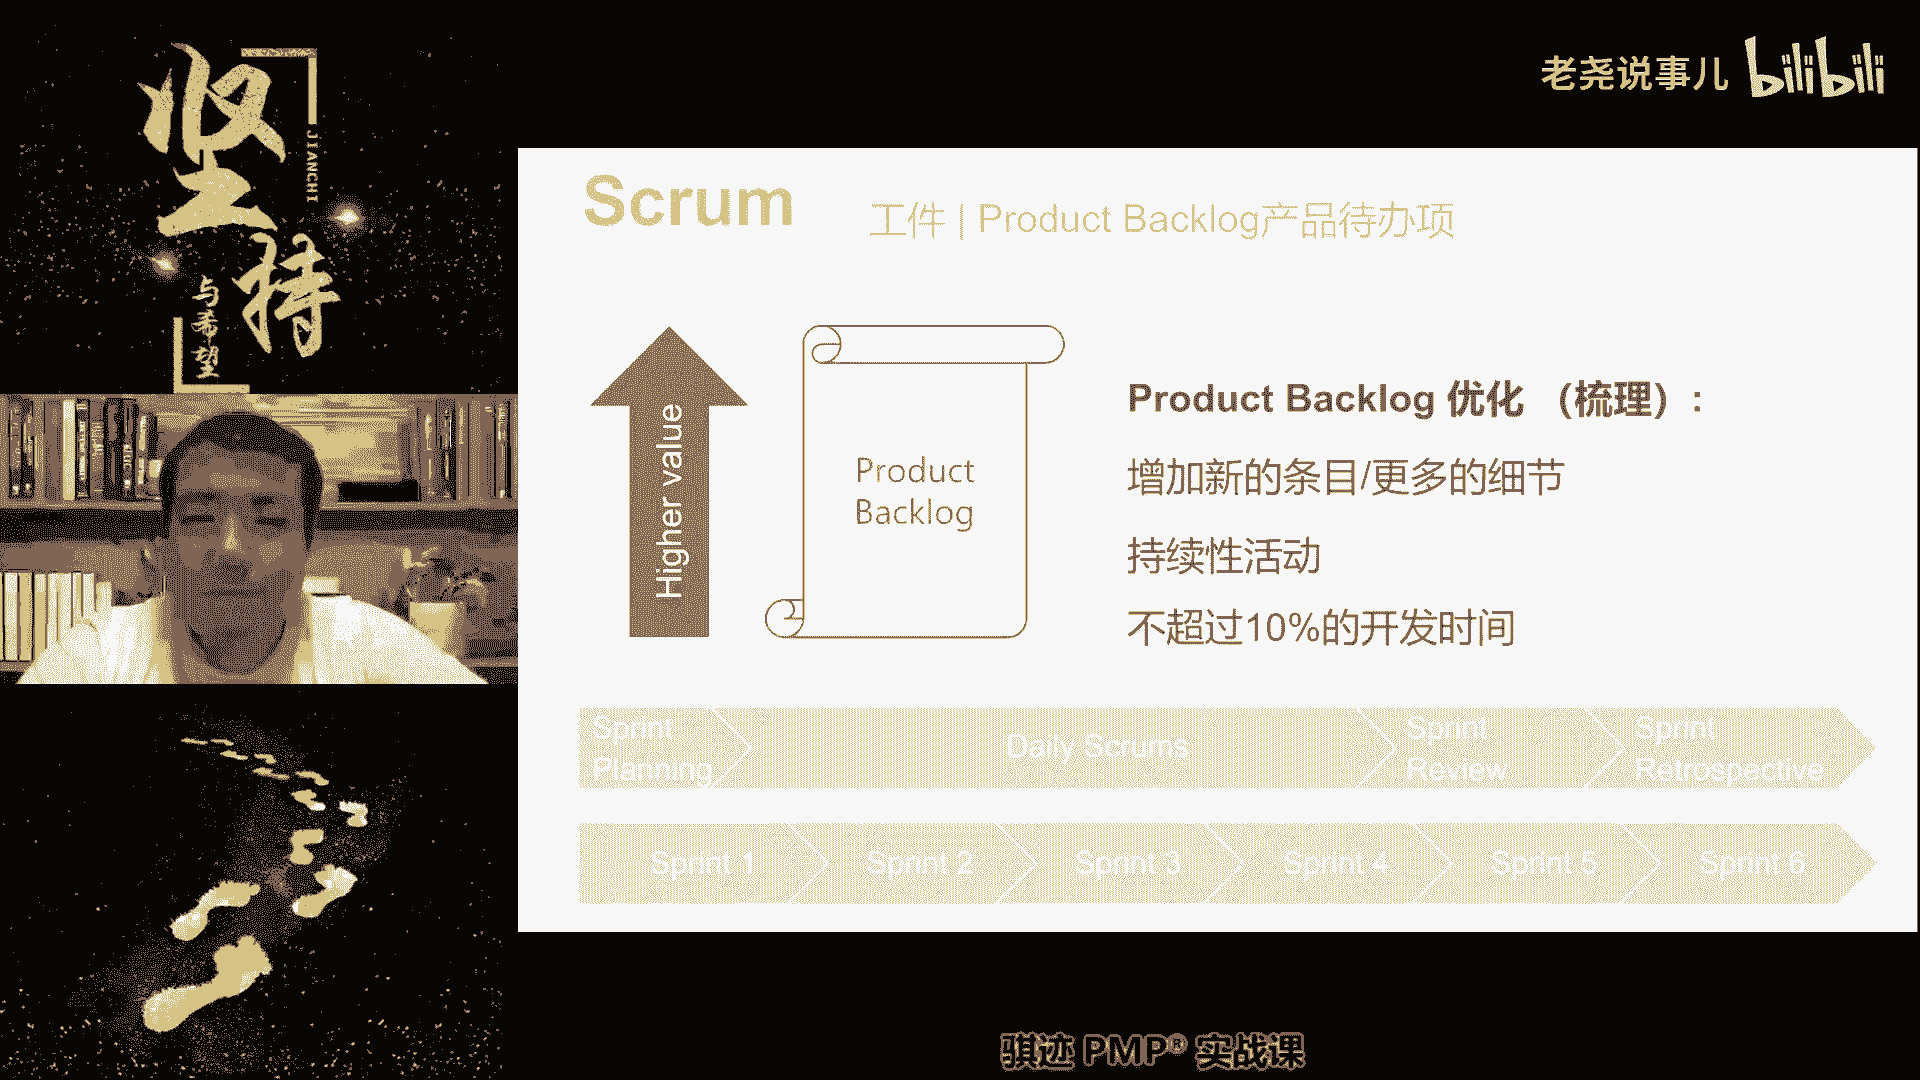 坚持
JIANCHI
与希望
老尧说事儿 bilibili
Scrum
工件 | Product Backlog产品待办项
Higher value
Product
Backlog
Product Backlog 优化 （梳理）:
增加新的条目/更多的细节
持续性活动
不超过10%的开发时间
Sprint
Planning
Daily Scrums
Sprint
Review
Sprint
Retrospective
Sprint 1
Sprint 2
Sprint 3
Sprint 4
Sprint 5
Sprint 6
骐迹 PMP® 实战课